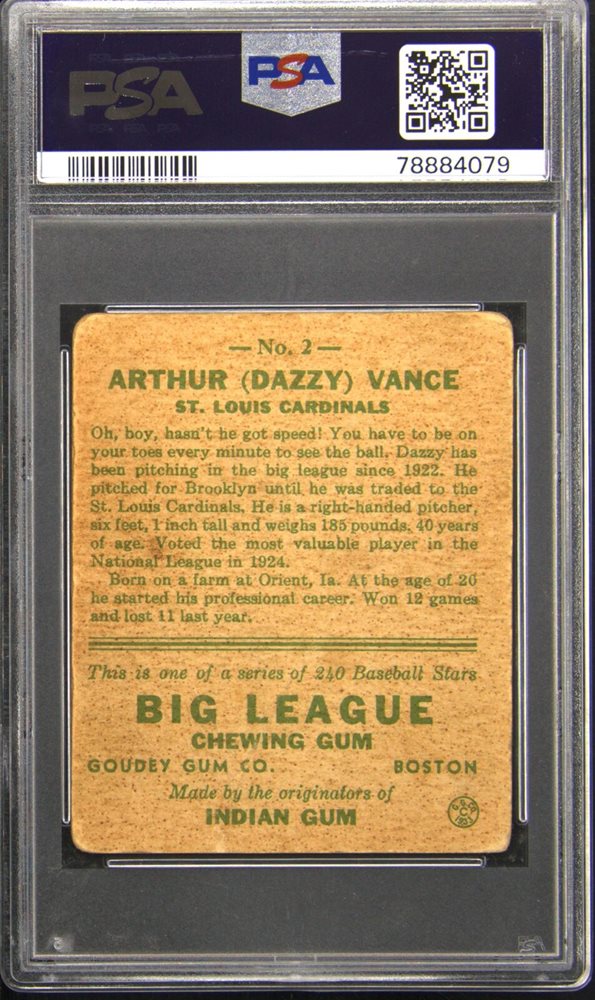 PSA
PSA
78884079
— No. 2 —
ARTHUR (DAZZY) VANCE
ST. LOUIS CARDINALS
Oh, boy, hasn't he got speed! You have to be on
your toes every minute to see the ball. Dazzy has
been pitching in the big league since 1922. He
pitched for Brooklyn until he was traded to the
St. Louis Cardinals. He is a right-handed pitcher,
six feet, 1 inch tall and weighs 185 pounds. 40 years
of age. Voted the most valuable player in the
National League in 1924.
Born on a farm at Orient, Ia. At the age of 20
he started his professional career. Won 12 games
and lost 11 last year.
This is one of a series of 240 Baseball Stars
BIG LEAGUE
CHEWING GUM
GOUDEY GUM CO. BOSTON
Made by the originators of
INDIAN GUM